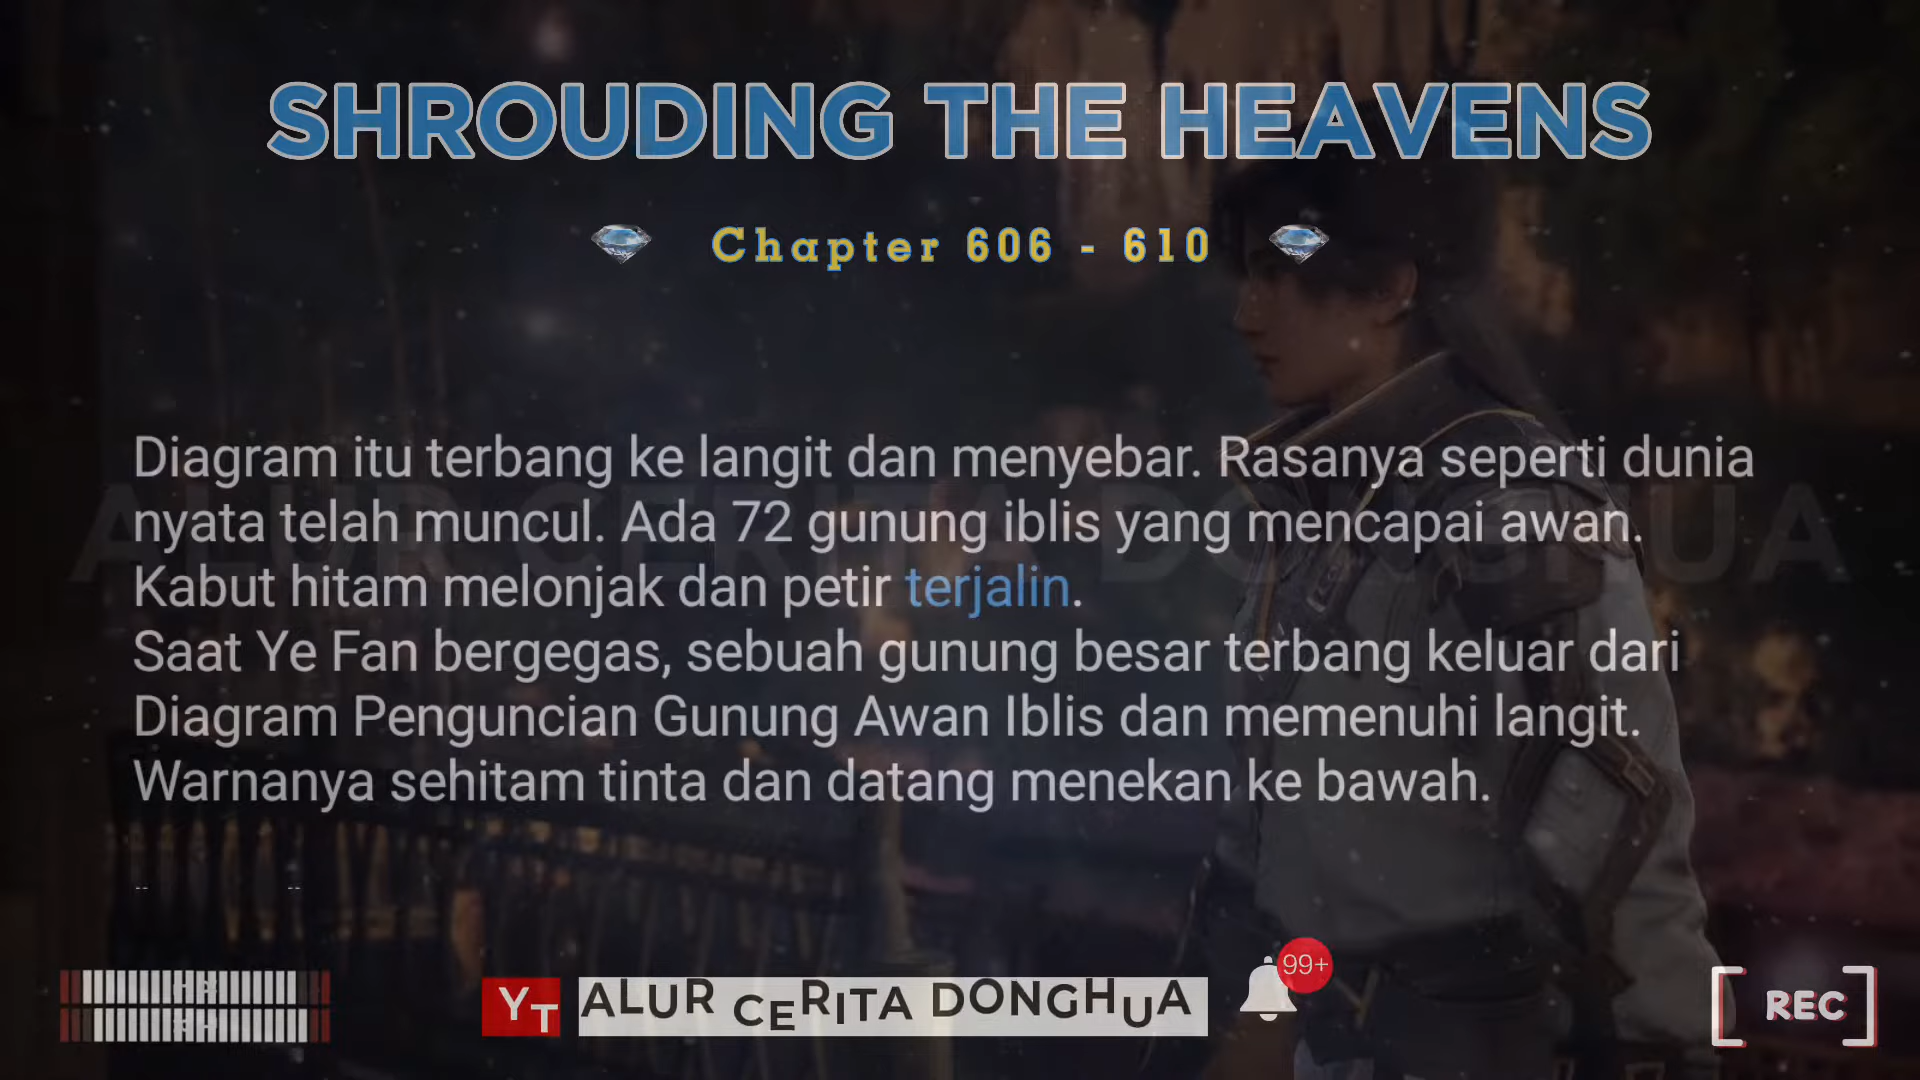 SHROUDING THE HEAVENS
Chapter 606 - 610
Diagram itu terbang ke langit dan menyebar. Rasanya seperti dunia
nyata telah muncul. Ada 72 gunung iblis yang mencapai awan.
Kabut hitam melonjak dan petir terjalin.
Saat Ye Fan bergegas, sebuah gunung besar terbang keluar dari
Diagram Penguncian Gunung Awan Iblis dan memenuhi langit.
Warnanya sehitam tinta dan datang menekan ke bawah.
ALUR CERITA DONGHUA
-- --
YT ALUR CERITA DONGHUA
99+
REC